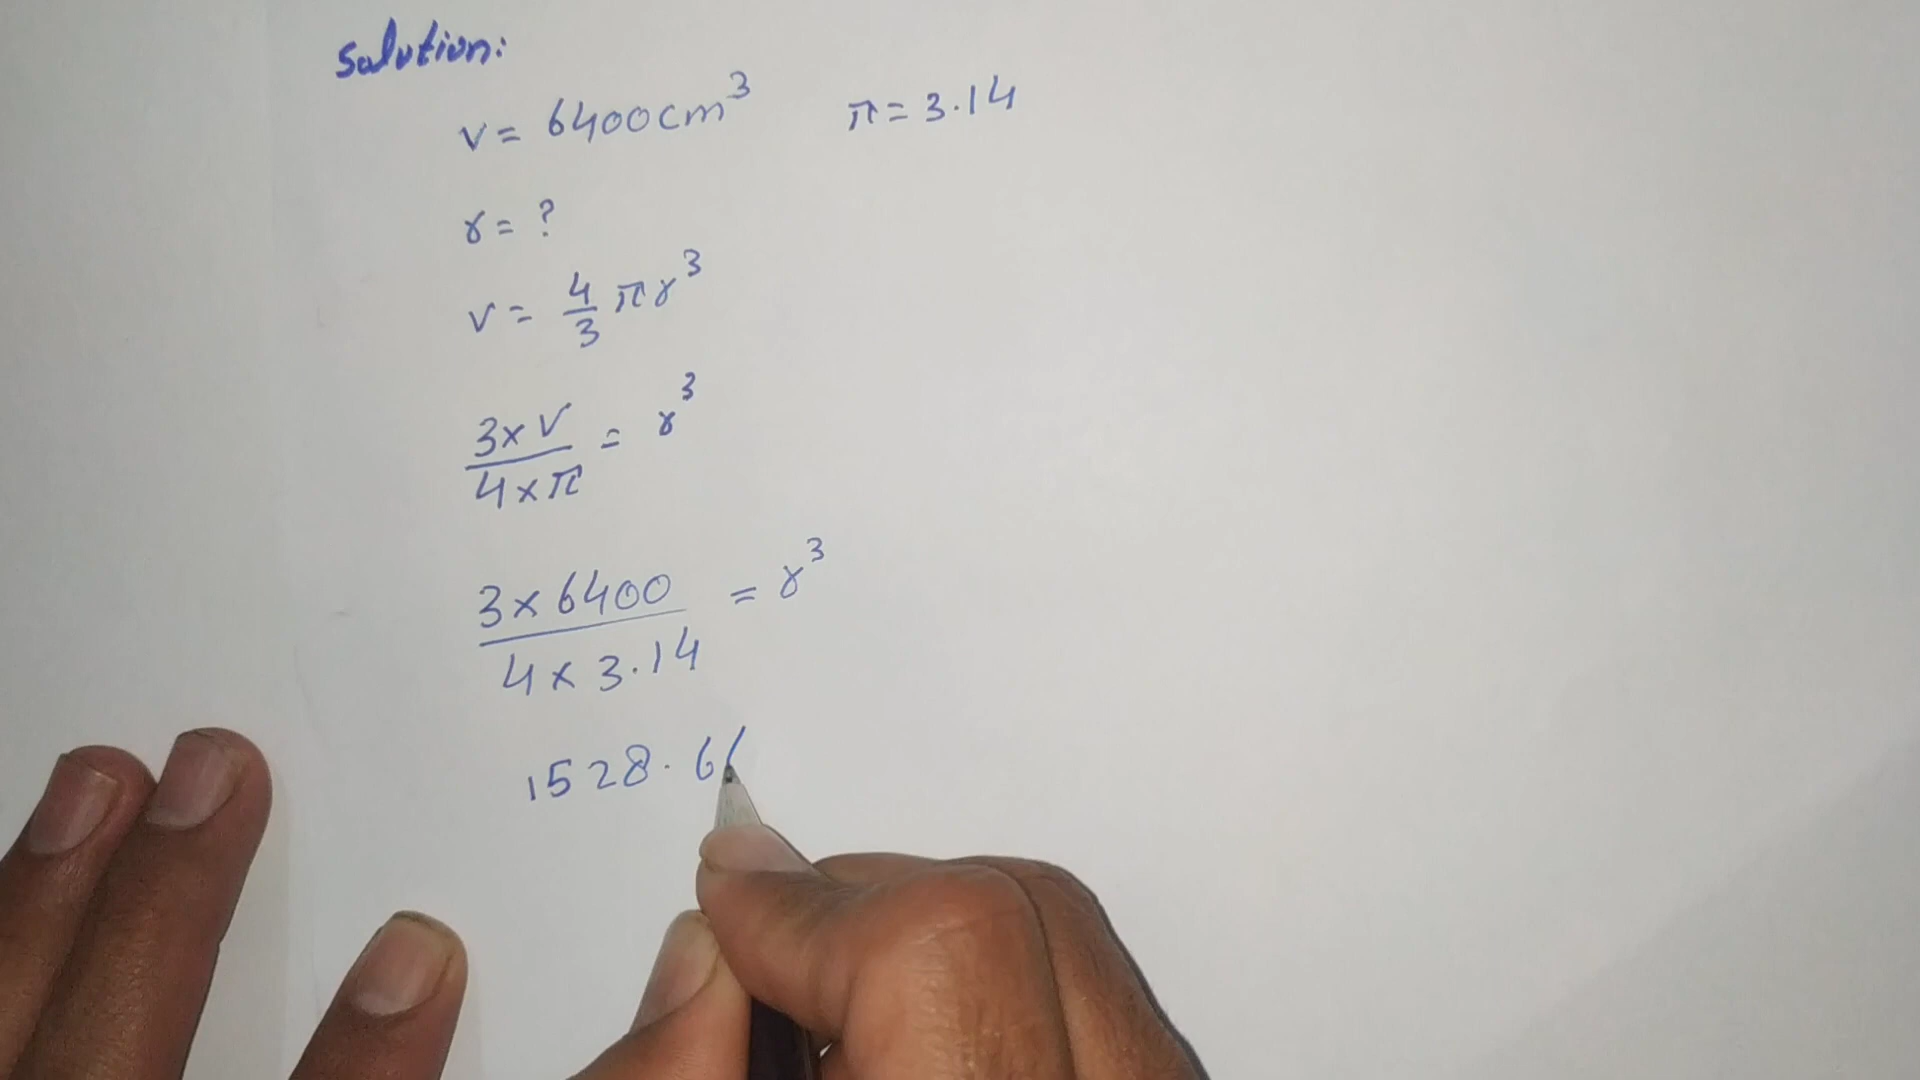 Solution:
v = 6400cm³ π = 3.14
r = ?
v = 4/3 πr³
3×V/4×π = r³
3×6400/4×3.14 = r³
1528.66